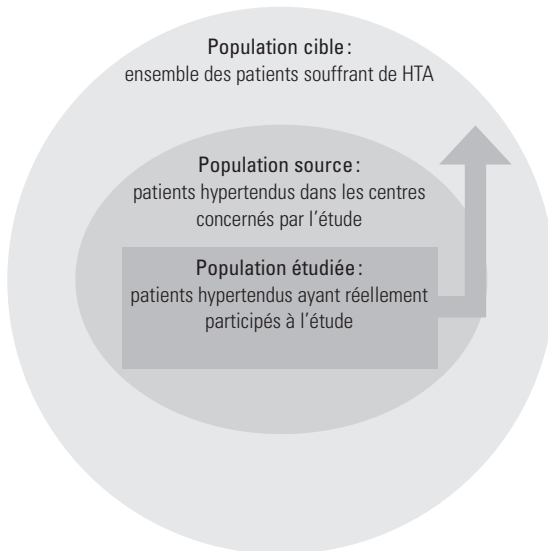 Population cible :
ensemble des patients souffrant de HTA
Population source :
patients hypertendus dans les centres
concernés par l'étude
Population étudiée :
patients hypertendus ayant réellement
participés à l'étude